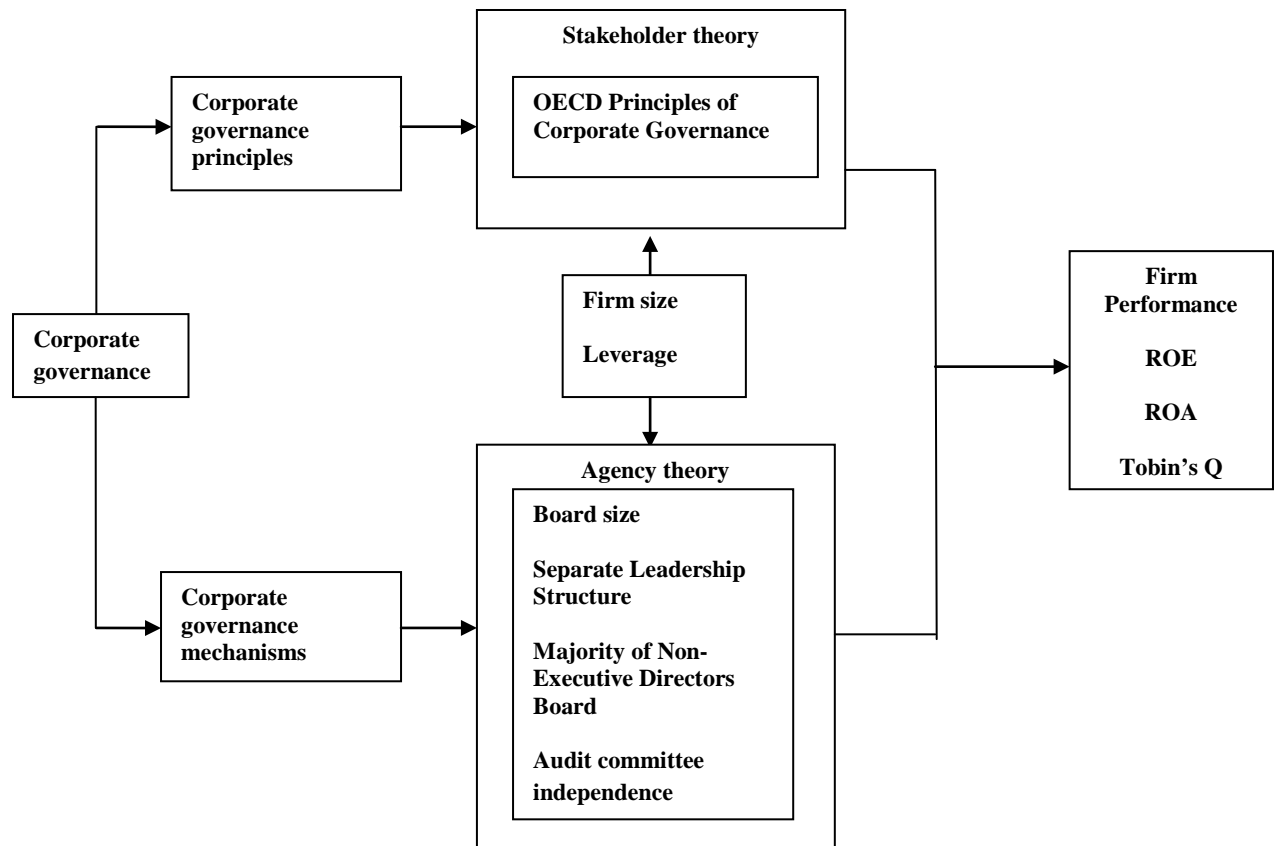 Stakeholder theory
OECD Principles of
Corporate Governance
Corporate
governance
principles
Firm size
Leverage
Corporate
governance
Firm
Performance
ROE
ROA
Tobin’s Q
Agency theory
Board size
Separate Leadership
Structure
Majority of Non-
Executive Directors
Board
Audit committee
independence
Corporate
governance
mechanisms